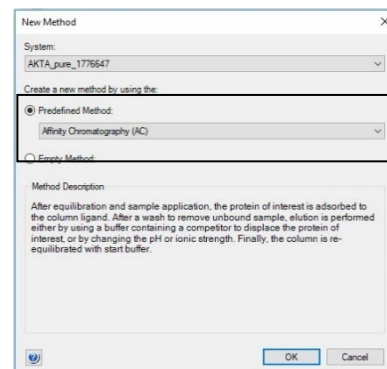 New Method
System:
AKTA_pure_1776647
Create a new method by using the:
Predefined Method:
Affinity Chromatography (AC)
Empty Method:
Method Description
After equilibration and sample application, the protein of interest is adsorbed to
the column ligand. After a wash to remove unbound sample, elution is performed
either by using a buffer containing a competitor to displace the protein of
interest, or by changing the pH or ionic strength. Finally, the column is re-
equilibrated with start buffer.
OK Cancel